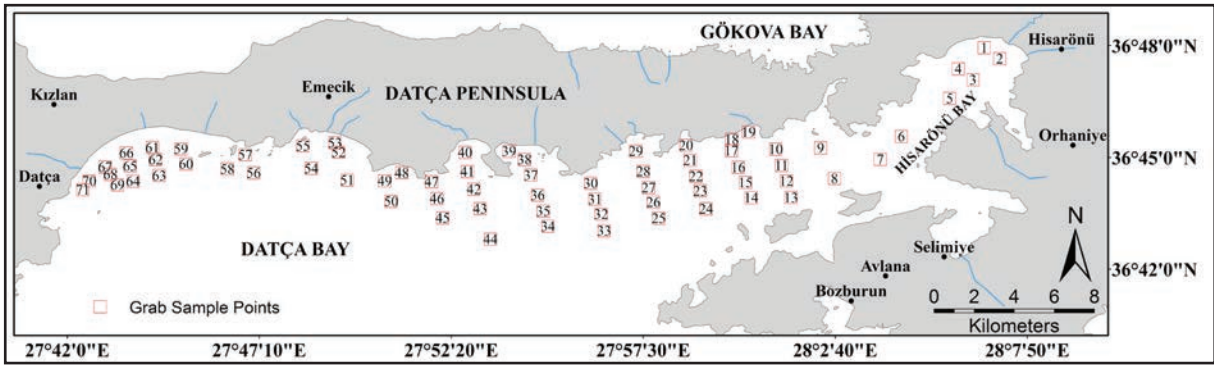 GÖKOVA BAY
Hisarönü
36°48'0"N
1
2
4
3
5
Kızlan
Emecik
DATÇA PENINSULA
HİSARÖNÜ BAY
6
7
Orhaniye
36°45'0"N
Datça
66 61 59
67 65 62 60
70 68 69 64 63
71
58 57
56
55 53
52
54
51
49 48
50
47
46
45
40
41
42
43
44
39
38
37
36
35
34
29
28
27
26
25
30
31
32
33
20
21
22
23
24
19
18
17
16
15
14
10
11
12
13
9
8
DATÇA BAY
Selimiye
Avlana
Bozburun
N
36°42'0"N
Grab Sample Points
0 2 4 6 8
Kilometers
27°42'0"E 27°47'10"E 27°52'20"E 27°57'30"E 28°2'40"E 28°7'50"E